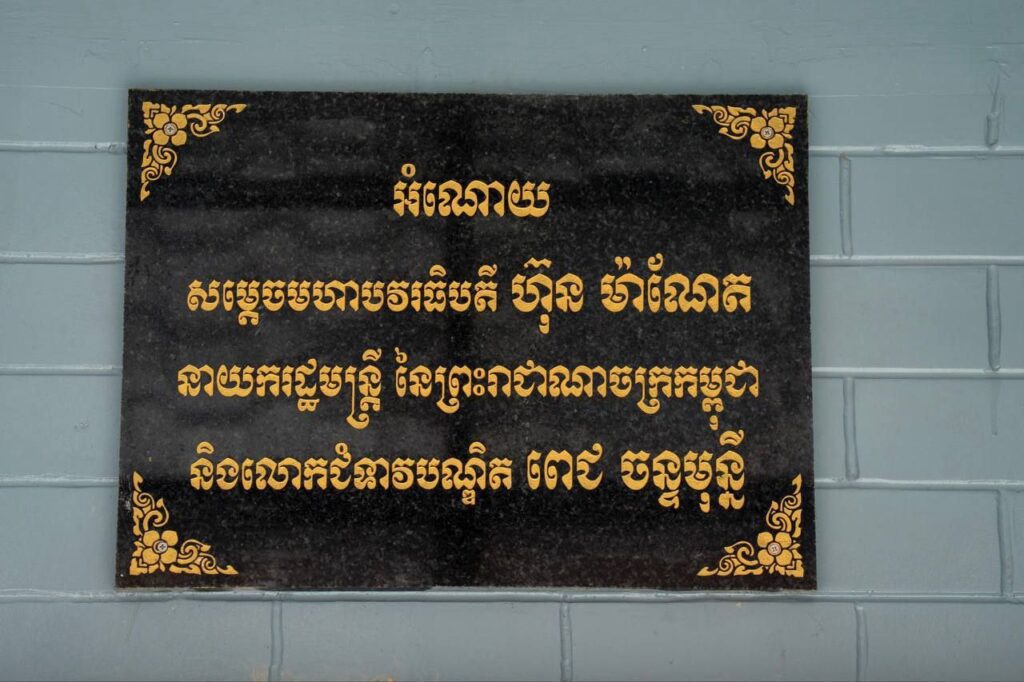 អំណោយ
សម្តេចមហាបវរធិបតី ហ៊ុន ម៉ាណែត
នាយករដ្ឋមន្ត្រី នៃព្រះរាជាណាចក្រកម្ពុជា
និងលោកជំទាវបណ្ឌិត ពេជ ចន្ទមុន្នី